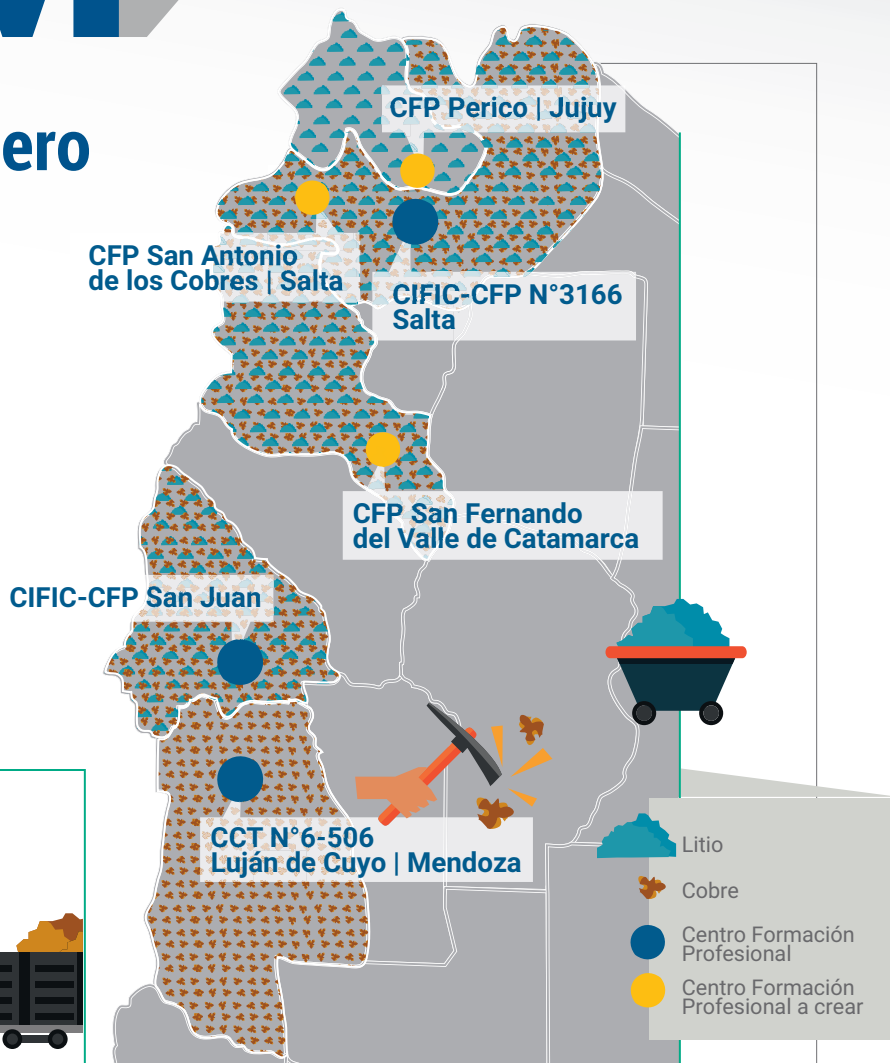 ero
CFP Perico | Jujuy
CFP San Antonio
de los Cobres | Salta
CIFIC-CFP N°3166
Salta
CFP San Fernando
del Valle de Catamarca
CIFIC-CFP San Juan
CCT N°6-506
Luján de Cuyo | Mendoza
Litio
Cobre
Centro Formación
Profesional
Centro Formación
Profesional a crear